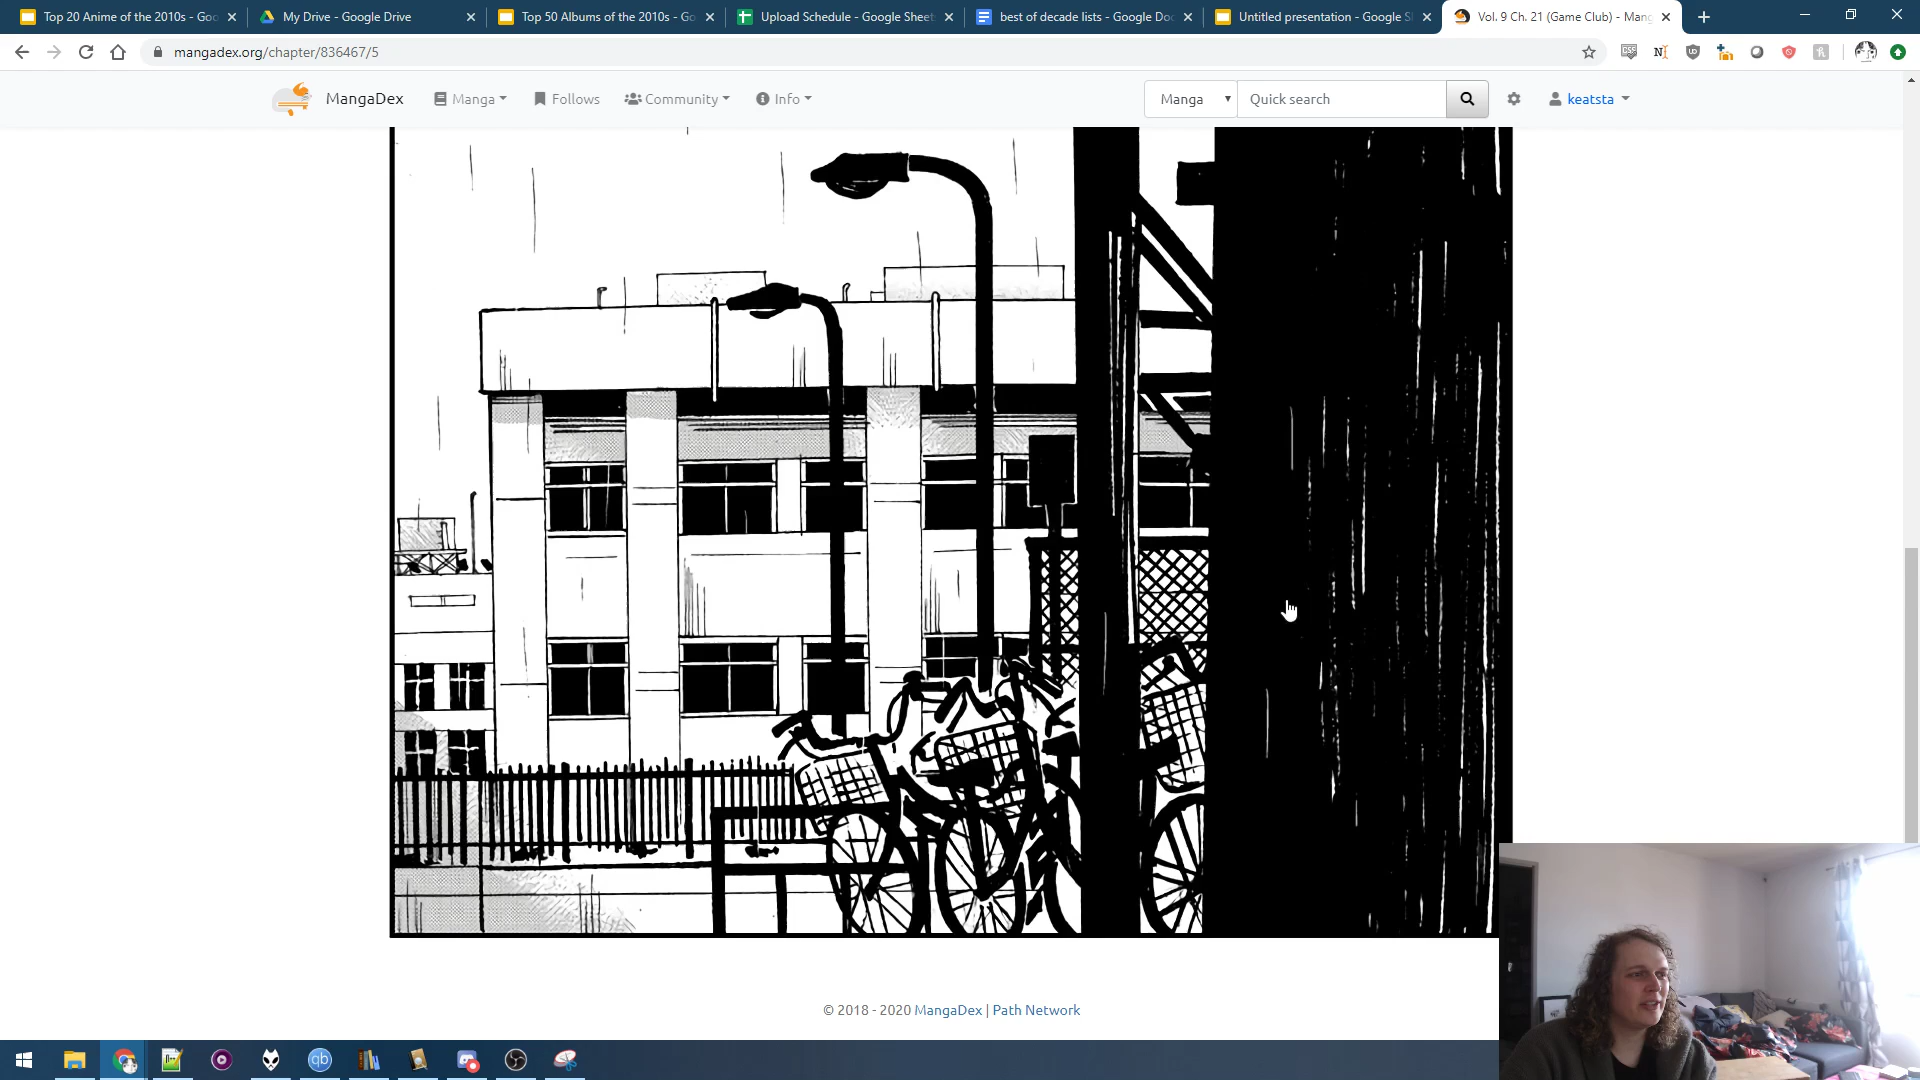 Top 20 Anime of the 2010s - Goo
My Drive - Google Drive
Top 50 Albums of the 2010s - Go
Upload Schedule - Google Sheets
best of decade lists - Google Doc
Untitled presentation - Google Sl
Vol. 9 Ch. 21 (Game Club) - Mang
mangadex.org/chapter/836467/5
MangaDex
Manga
Follows
Community
Info
Manga
Quick search
keatsta
© 2018 - 2020 MangaDex | Path Network